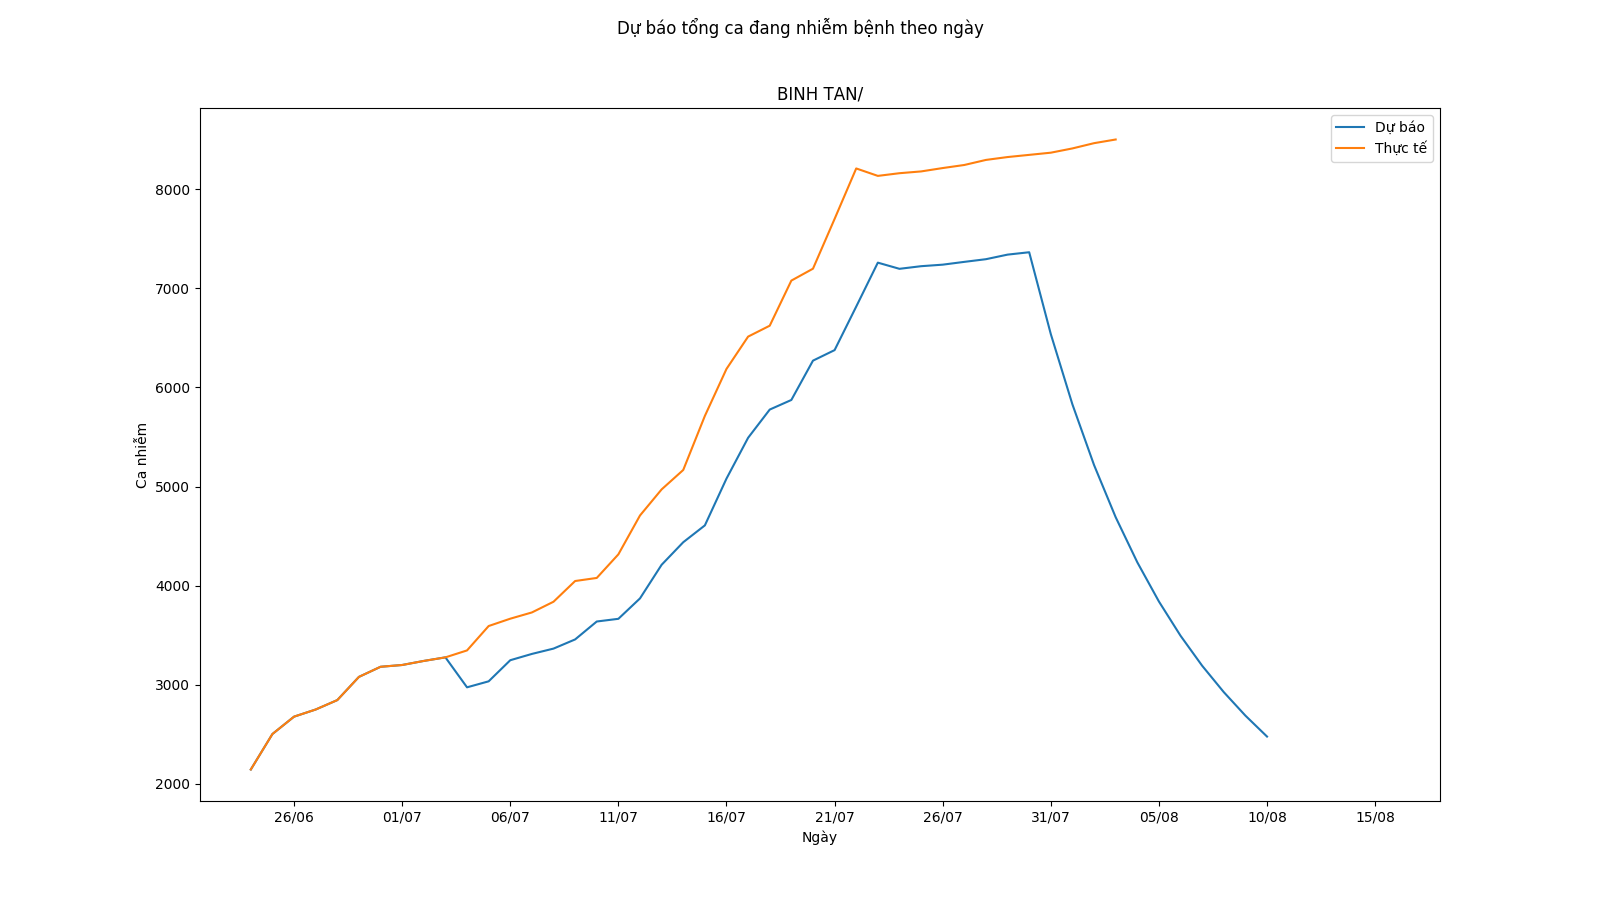 Dự báo tổng ca đang nhiễm bệnh theo ngày
BINH TAN/
Dự báo
Thực tế
8000
7000
6000
5000
4000
3000
2000
Ca nhiễm
26/06 01/07 06/07 11/07 16/07 21/07 26/07 31/07 05/08 10/08 15/08
Ngày